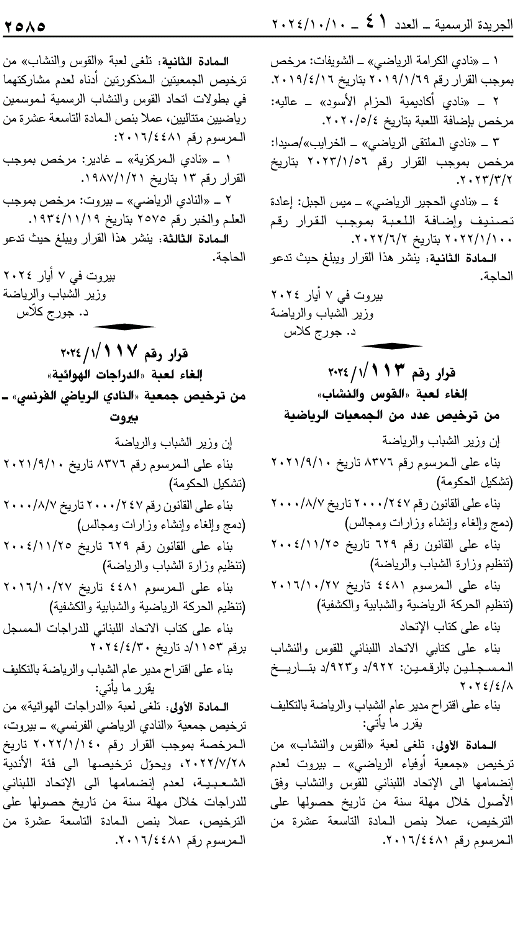 الجريدة الرسمية ــ العدد ٤١ ــ ٢٠٢٤/١٠/١٠
٢٥٨٥
١ ــ «نادي الكرامة الرياضي» ــ الشويفات: مرخص
بموجب القرار رقم ٢٠١٩/١/٦٩ بتاريخ ٢٠١٩/٤/١٦.
٢ ــ «نادي أكاديمية الحزام الأسود» ــ عاليه:
مرخص بإضافة اللعبة بتاريخ ٢٠٢٠/٥/٤.
٣ ــ «نادي الملتقى الرياضي» ــ الخرايب»/صيدا:
مرخص بموجب القرار رقم ٢٠٢٣/١/٥٦ بتاريخ
٢٠٢٣/٣/٢.
٤ ــ «نادي الحجير الرياضي» ــ ميس الجبل: إعادة
تصنيف وإضافة اللعبة بموجب القرار رقم
٢٠٢٢/١/١٠٠ بتاريخ ٢٠٢٢/٦/٢.
المادة الثانية: ينشر هذا القرار ويبلغ حيث تدعو
الحاجة.
بيروت في ٧ أيار ٢٠٢٤
وزير الشباب والرياضة
د. جورج كلاس
قرار رقم ٢٠٢٤/١/١١٣
إلغاء لعبة «القوس والنشاب»
من ترخيص عدد من الجمعيات الرياضية
إن وزير الشباب والرياضة
بناء على المرسوم رقم ٨٣٧٦ تاريخ ٢٠٢١/٩/١٠
(تشكيل الحكومة)
بناء على القانون رقم ٢٠٠٠/٢٤٧ تاريخ ٢٠٠٠/٨/٧
(دمج وإلغاء وإنشاء وزارات ومجالس)
بناء على القانون رقم ٦٢٩ تاريخ ٢٠٠٤/١١/٢٥
(تنظيم وزارة الشباب والرياضة)
بناء على المرسوم ٤٤٨١ تاريخ ٢٠١٦/١٠/٢٧
(تنظيم الحركة الرياضية والشبابية والكشفية)
بناء على كتاب الإتحاد
بناء على كتابي الاتحاد اللبناني للقوس والنشاب
المسجلين بالرقمين: ٩٢٢/د و٩٢٣/د بتاريخ
٢٠٢٤/٤/٨
بناء على اقتراح مدير عام الشباب والرياضة بالتكليف
يقرر ما يأتي:
المادة الأولى: تلغى لعبة «القوس والنشاب» من
ترخيص «جمعية أوفياء الرياضي» ــ بيروت لعدم
إنضمامها الى الإتحاد اللبناني للقوس والنشاب وفق
الأصول خلال مهلة سنة من تاريخ حصولها على
الترخيص، عملا بنص المادة التاسعة عشرة من
المرسوم رقم ٢٠١٦/٤٤٨١.
المادة الثانية: تلغى لعبة «القوس والنشاب» من
ترخيص الجمعيتين المذكورتين أدناه لعدم مشاركتهما
في بطولات اتحاد القوس والنشاب الرسمية لموسمين
رياضيين متتاليين، عملا بنص المادة التاسعة عشرة من
المرسوم رقم ٢٠١٦/٤٤٨١:
١ ــ «نادي المركزية» ــ غادير: مرخص بموجب
القرار رقم ١٣ بتاريخ ١٩٨٧/١/٢١.
٢ ــ «النادي الرياضي» ــ بيروت: مرخص بموجب
العلم والخبر رقم ٢٥٧٥ بتاريخ ١٩٣٤/١١/١٩.
المادة الثالثة: ينشر هذا القرار ويبلغ حيث تدعو
الحاجة.
بيروت في ٧ أيار ٢٠٢٤
وزير الشباب والرياضة
د. جورج كلّاس
قرار رقم ٢٠٢٤/١/١١٧
إلغاء لعبة «الدراجات الهوائية»
من ترخيص جمعية «النادي الرياضي الفرنسي» ــ
بيروت
إن وزير الشباب والرياضة
بناء على المرسوم رقم ٨٣٧٦ تاريخ ٢٠٢١/٩/١٠
(تشكيل الحكومة)
بناء على القانون رقم ٢٠٠٠/٢٤٧ تاريخ ٢٠٠٠/٨/٧
(دمج وإلغاء وإنشاء وزارات ومجالس)
بناء على القانون رقم ٦٢٩ تاريخ ٢٠٠٤/١١/٢٥
(تنظيم وزارة الشباب والرياضة)
بناء على المرسوم ٤٤٨١ تاريخ ٢٠١٦/١٠/٢٧
(تنظيم الحركة الرياضية والشبابية والكشفية)
بناء على كتاب الاتحاد اللبناني للدراجات المسجل
برقم ١١٥٣/د تاريخ ٢٠٢٤/٤/٣٠
بناء على اقتراح مدير عام الشباب والرياضة بالتكليف
يقرر ما يأتي:
المادة الأولى: تلغى لعبة «الدراجات الهوائية» من
ترخيص جمعية «النادي الرياضي الفرنسي» ــ بيروت،
المرخصة بموجب القرار رقم ٢٠٢٢/١/١٤٠ تاريخ
٢٠٢٢/٧/٢٨، ويحوّل ترخيصها الى فئة الأندية
الشعبية، لعدم إنضمامها الى الإتحاد اللبناني
للدراجات خلال مهلة سنة من تاريخ حصولها على
الترخيص، عملا بنص المادة التاسعة عشرة من
المرسوم رقم ٢٠١٦/٤٤٨١.